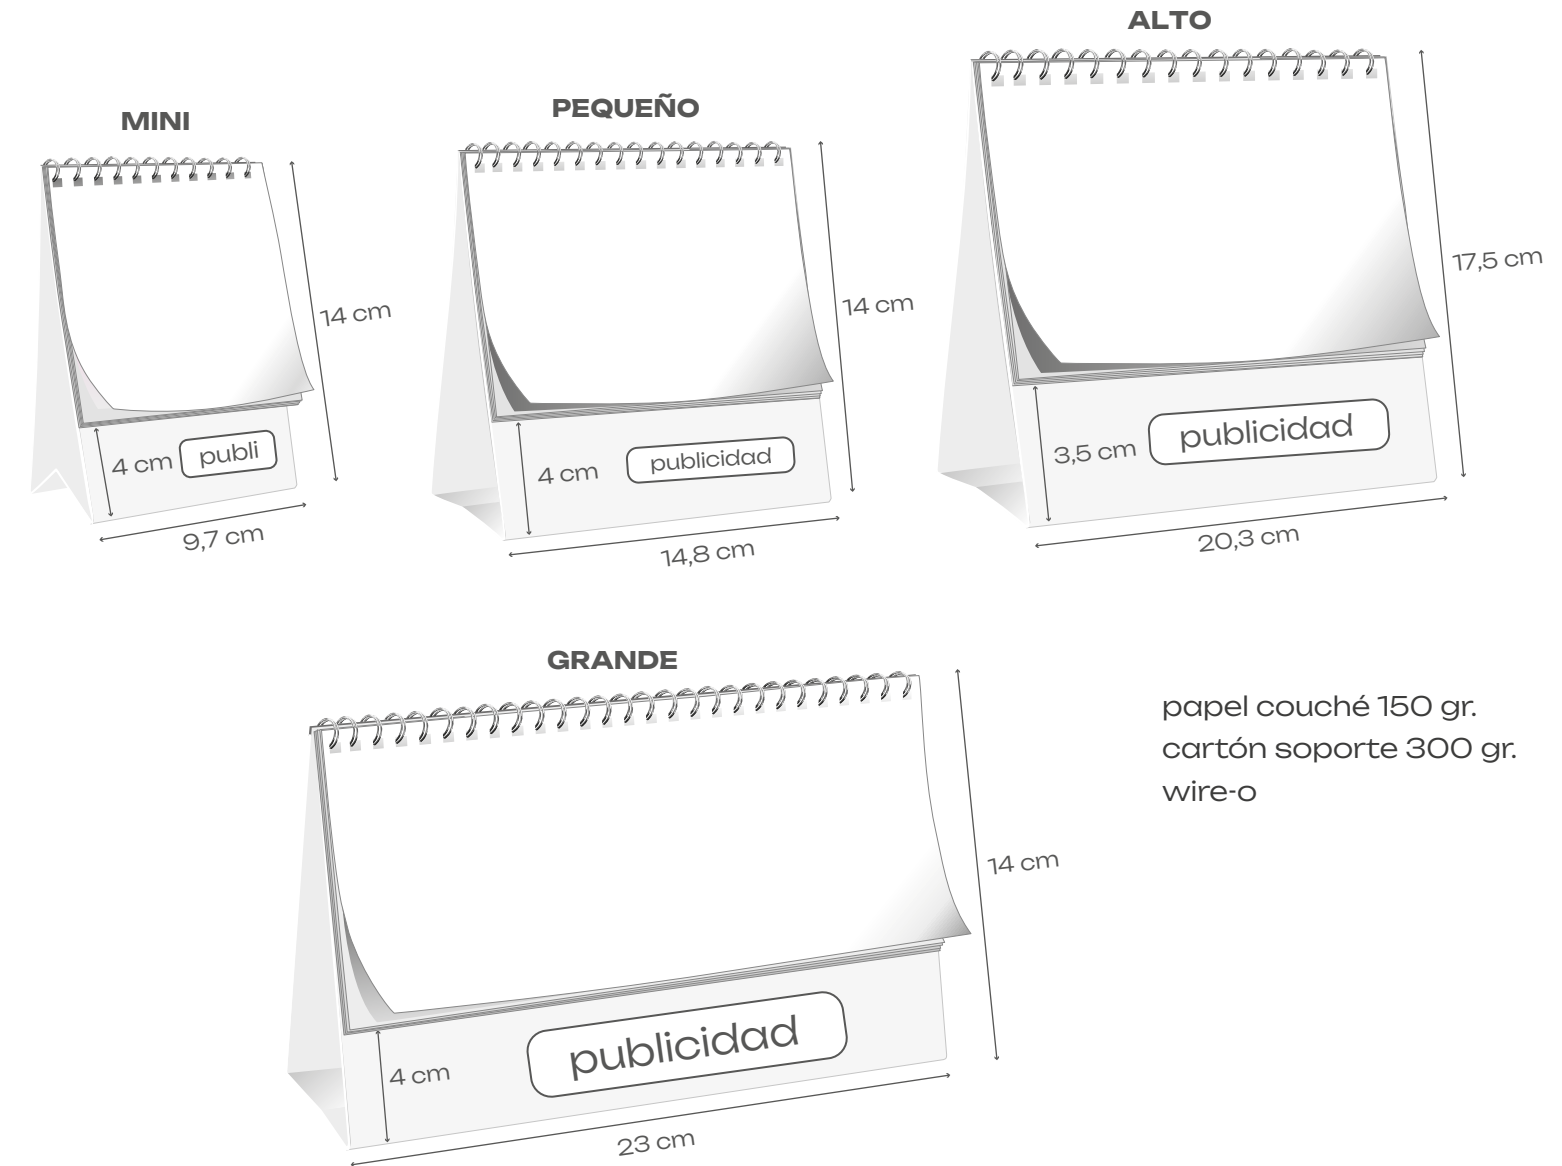 MINI
14 cm
4 cm
publi
9,7 cm
PEQUEÑO
14 cm
4 cm
publicidad
14,8 cm
ALTO
17,5 cm
3,5 cm
publicidad
20,3 cm
GRANDE
14 cm
4 cm
publicidad
23 cm
papel couché 150 gr.
cartón soporte 300 gr.
wire-o